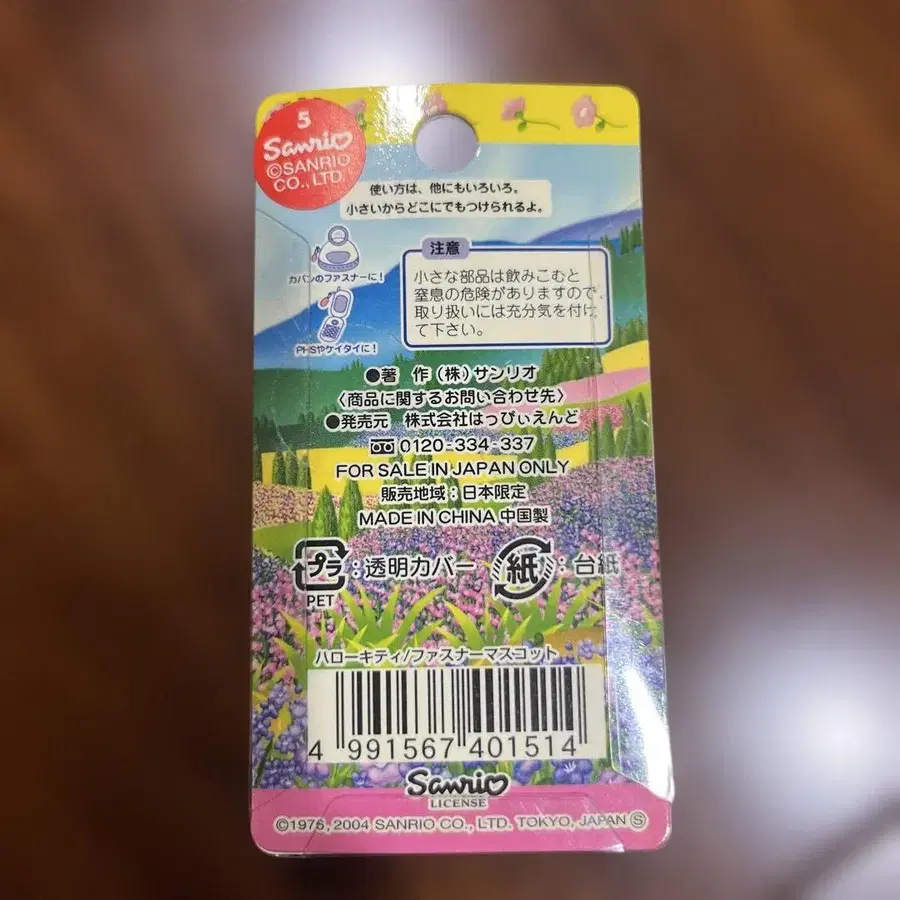 5
Sanrio
©SANRIO
CO., LTD.
使い方は、他にもいろいろ。
小さいからどこにでもつけられるよ。
カバンのファスナーに!
PHSやケイタイに!
注意
小さな部品は飲みこむと
窒息の危険がありますので、
取り扱いには充分気を付け
て下さい。
●著 作 (株) サンリオ
〈商品に関するお問い合わせ先〉
●発売元 株式会社はっぴぃえんど
0120-334-337
FOR SALE IN JAPAN ONLY
販売地域:日本限定
MADE IN CHINA 中国製
プラ:透明カバー
PET
紙:台紙
ハローキティ/ファスナーマスコット
4 991567 401514
Sanrio
LICENSE
©1976, 2004 SANRIO CO., LTD. TOKYO, JAPAN Ⓢ